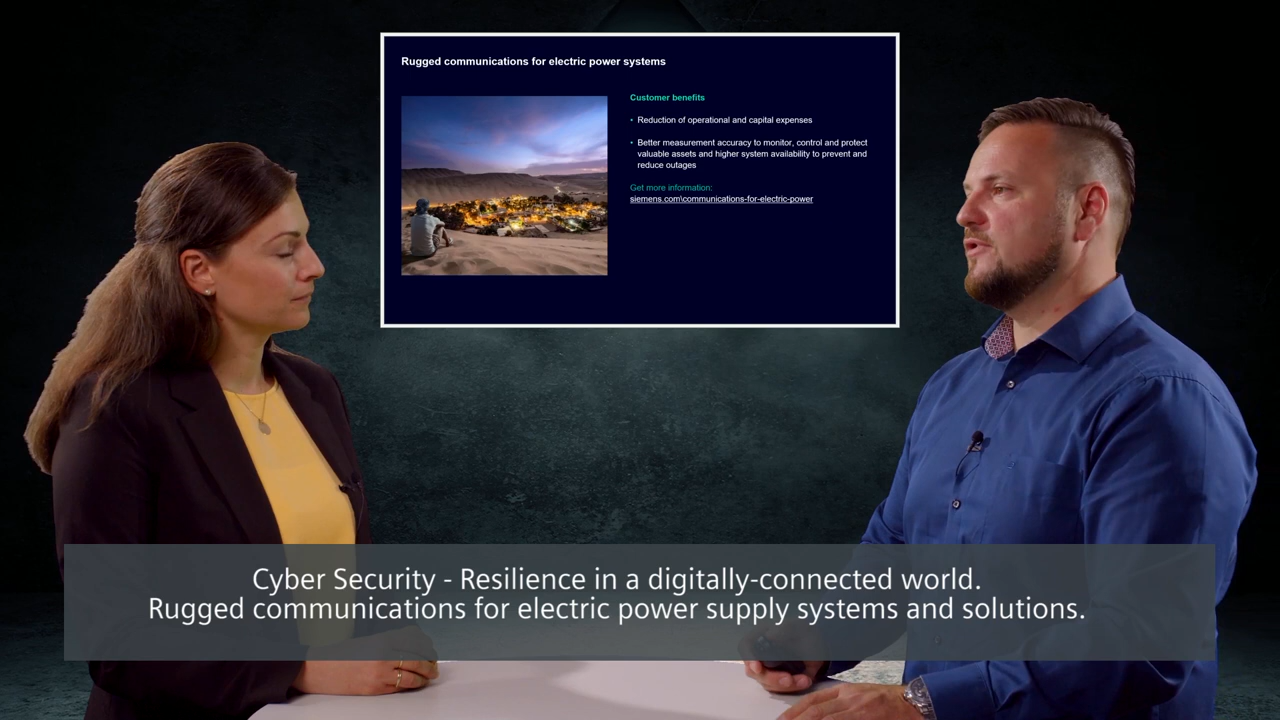 Rugged communications for electric power systems
Customer benefits
• Reduction of operational and capital expenses
• Better measurement accuracy to monitor, control and protect
valuable assets and higher system availability to prevent and
reduce outages
Get more information:
siemens.com\communications-for-electric-power
Cyber Security - Resilience in a digitally-connected world.
Rugged communications for electric power supply systems and solutions.